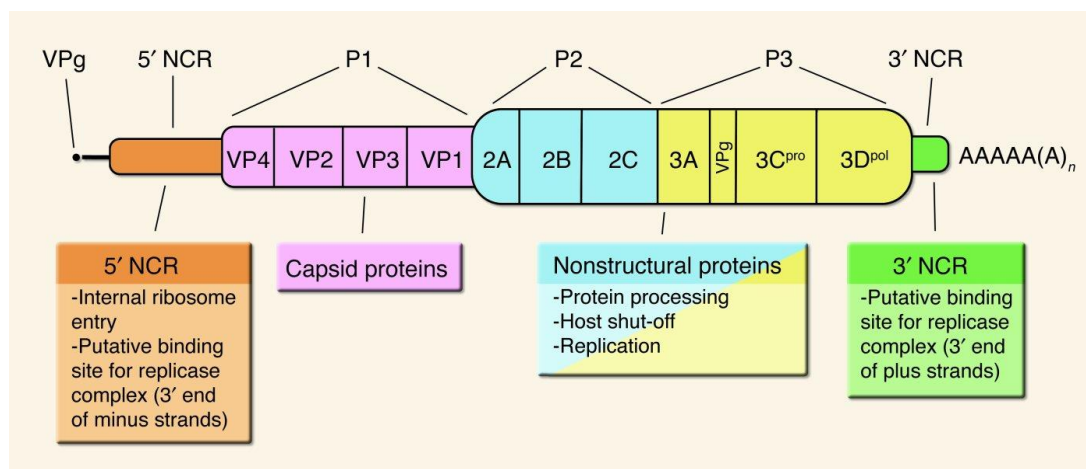 VPg 5′ NCR P1 P2 P3 3′ NCR
VP4 VP2 VP3 VP1 2A 2B 2C 3A VPg 3Cpro 3Dpol AAAAA(A)n
5′ NCR
-Internal ribosome
entry
-Putative binding
site for replicase
complex (3′ end
of minus strands)
Capsid proteins
Nonstructural proteins
-Protein processing
-Host shut-off
-Replication
3′ NCR
-Putative binding
site for replicase
complex (3′ end
of plus strands)